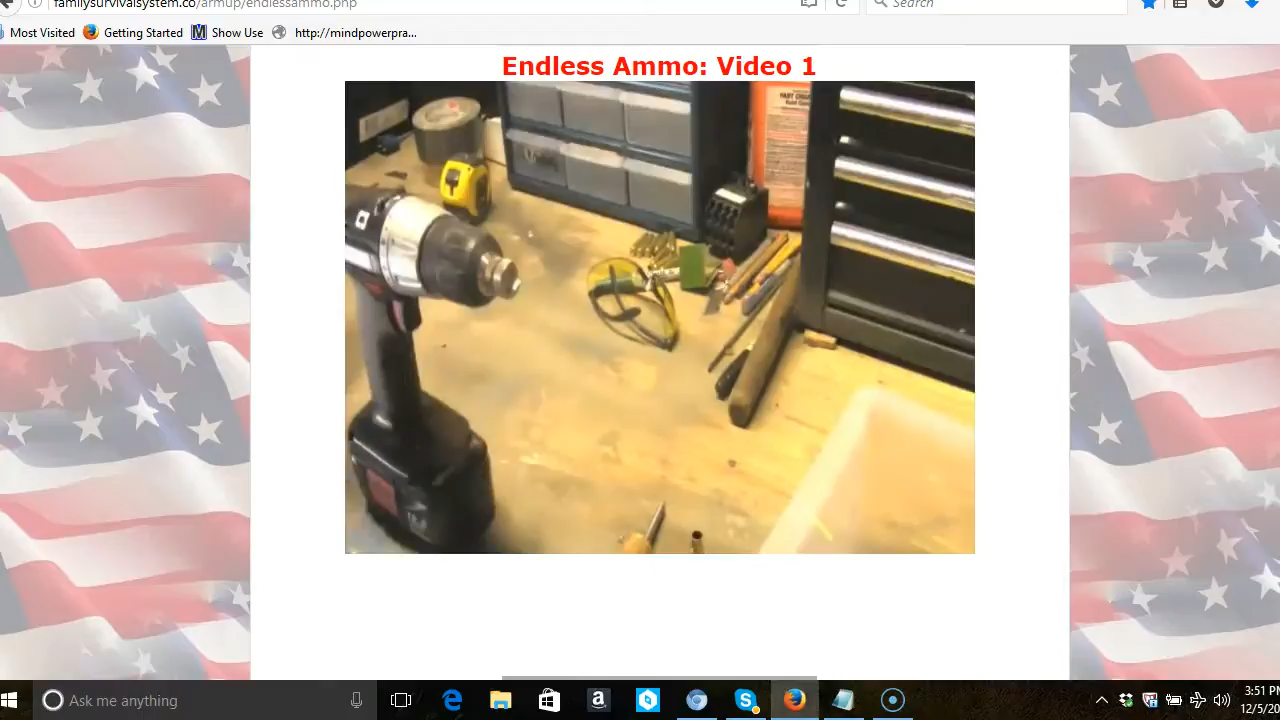 familysurvivalsystem.co/armup/endlessammo.php
Search
Most Visited
Getting Started
Show Use
http://mindpowerpra...
Endless Ammo: Video 1
Ask me anything
3:51 PM
12/5/20